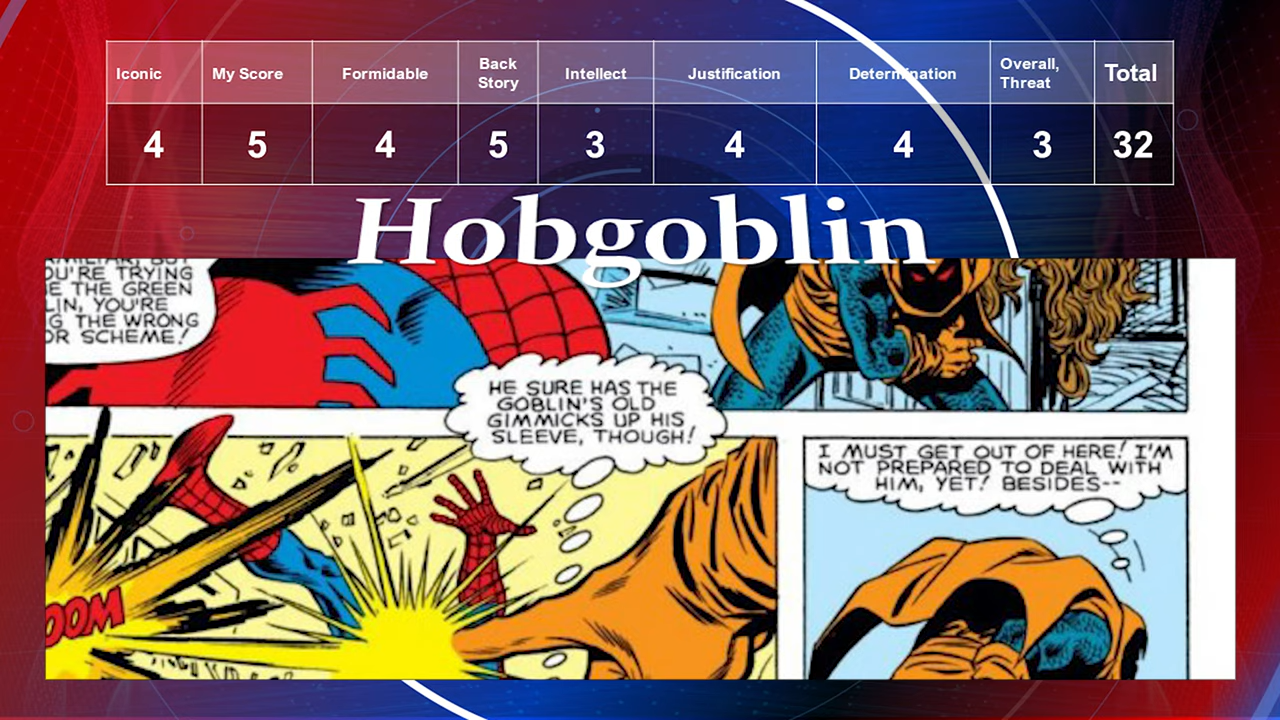 Iconic My Score Formidable Back Story Intellect Justification Determination Overall, Threat Total
4 5 4 5 3 4 4 3 32
Hobgoblin
OU'RE TRYING
E THE GREEN
LIN, YOU'RE
G THE WRONG
OR SCHEME!
HE SURE HAS THE
GOBLIN'S OLD
GIMMICKS UP HIS
SLEEVE, THOUGH!
I MUST GET OUT OF HERE! I'M
NOT PREPARED TO DEAL WITH
HIM, YET! BESIDES--
OOM